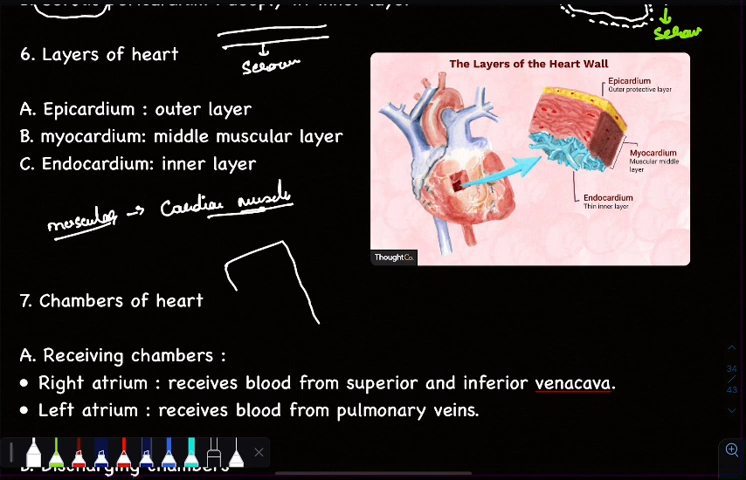 6. Layers of heart
A. Epicardium : outer layer
B. myocardium: middle muscular layer
C. Endocardium: inner layer
muscular → Cardiac muscle
The Layers of the Heart Wall
Epicardium
Outer protective layer
Myocardium
Muscular middle
layer
Endocardium
Thin inner layer
ThoughtCo.
7. Chambers of heart
A. Receiving chambers :
• Right atrium : receives blood from superior and inferior venacava.
• Left atrium : receives blood from pulmonary veins.
34
/
43